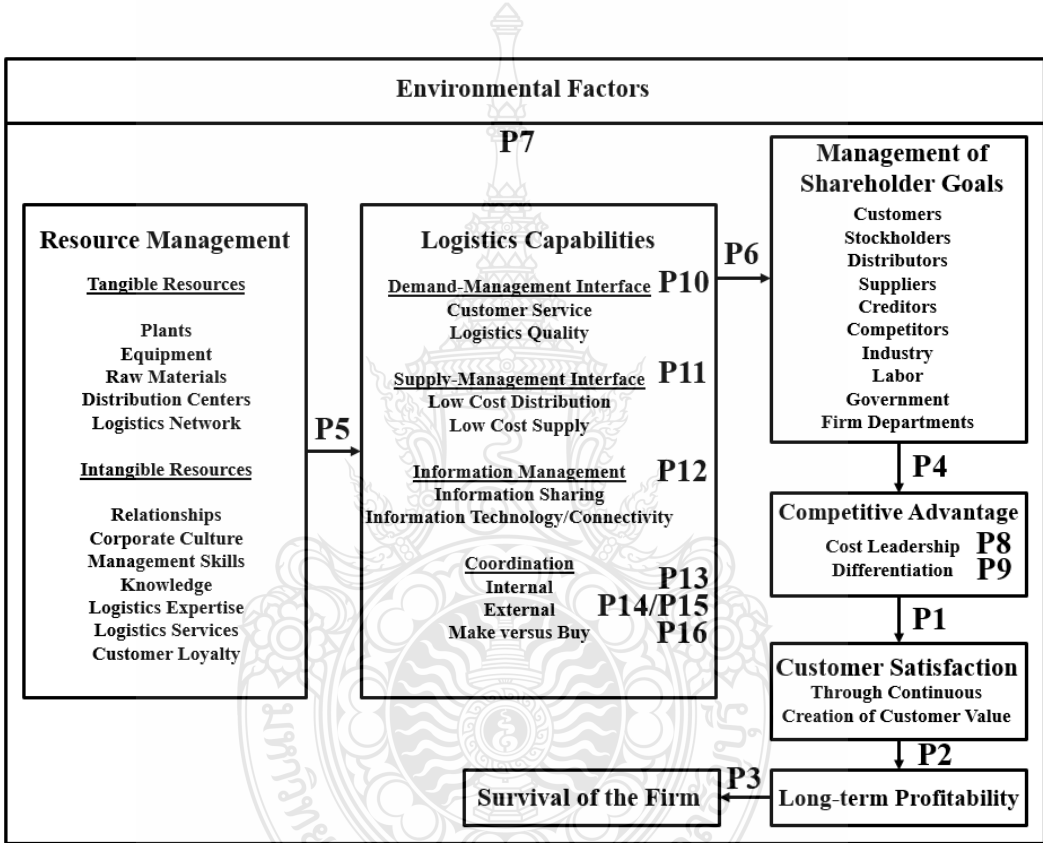 Environmental Factors
P7
Resource Management
Tangible Resources
Plants
Equipment
Raw Materials
Distribution Centers
Logistics Network
Intangible Resources
Relationships
Corporate Culture
Management Skills
Knowledge
Logistics Expertise
Logistics Services
Customer Loyalty
P5
Logistics Capabilities
Demand-Management Interface P10
Customer Service
Logistics Quality
Supply-Management Interface P11
Low Cost Distribution
Low Cost Supply
Information Management P12
Information Sharing
Information Technology/Connectivity
Coordination
Internal P13
External P14/P15
Make versus Buy P16
P6
Management of
Shareholder Goals
Customers
Stockholders
Distributors
Suppliers
Creditors
Competitors
Industry
Labor
Government
Firm Departments
P4
Competitive Advantage
Cost Leadership P8
Differentiation P9
P1
Customer Satisfaction
Through Continuous
Creation of Customer Value
P2
Long-term Profitability
P3
Survival of the Firm